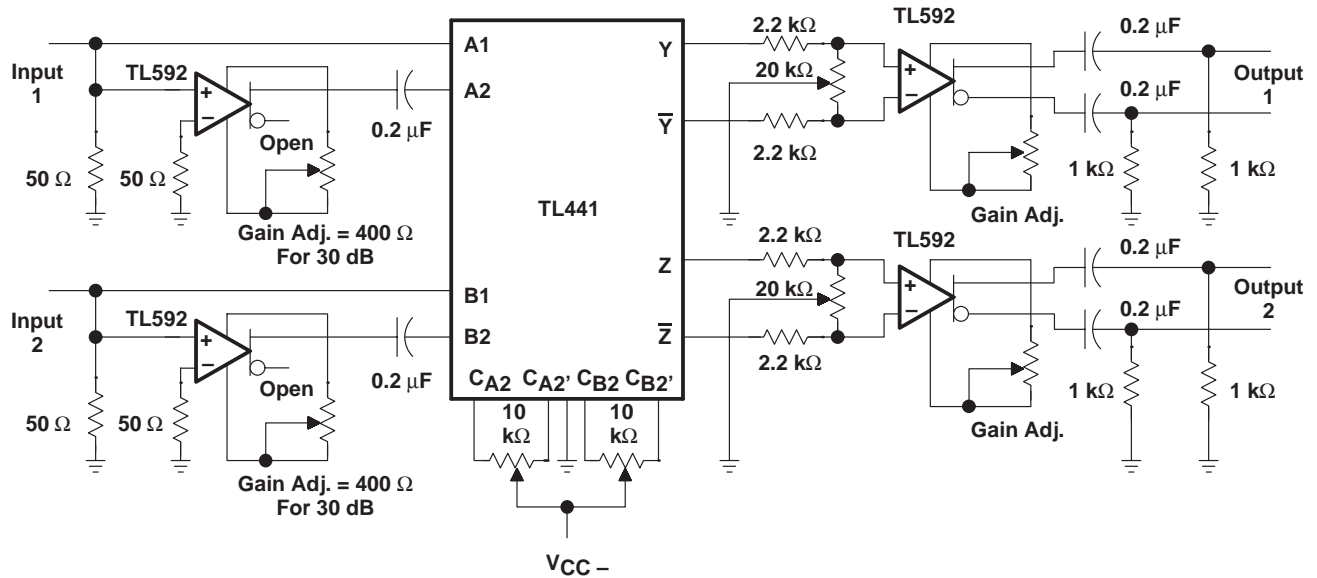 Input
1
TL592
+
−
50 Ω
50 Ω
Open
Gain Adj. = 400 Ω
For 30 dB
0.2 μF
A1
A2
Y
Y̅
TL441
2.2 kΩ
20 kΩ
2.2 kΩ
TL592
+
−
Gain Adj.
0.2 μF
0.2 μF
1 kΩ
1 kΩ
Output
1
Input
2
TL592
+
−
50 Ω
50 Ω
Open
Gain Adj. = 400 Ω
For 30 dB
0.2 μF
B1
B2
Z
Z̅
CA2 CA2' CB2 CB2'
10
kΩ
10
kΩ
VCC –
2.2 kΩ
20 kΩ
2.2 kΩ
TL592
+
−
Gain Adj.
0.2 μF
0.2 μF
1 kΩ
1 kΩ
Output
2